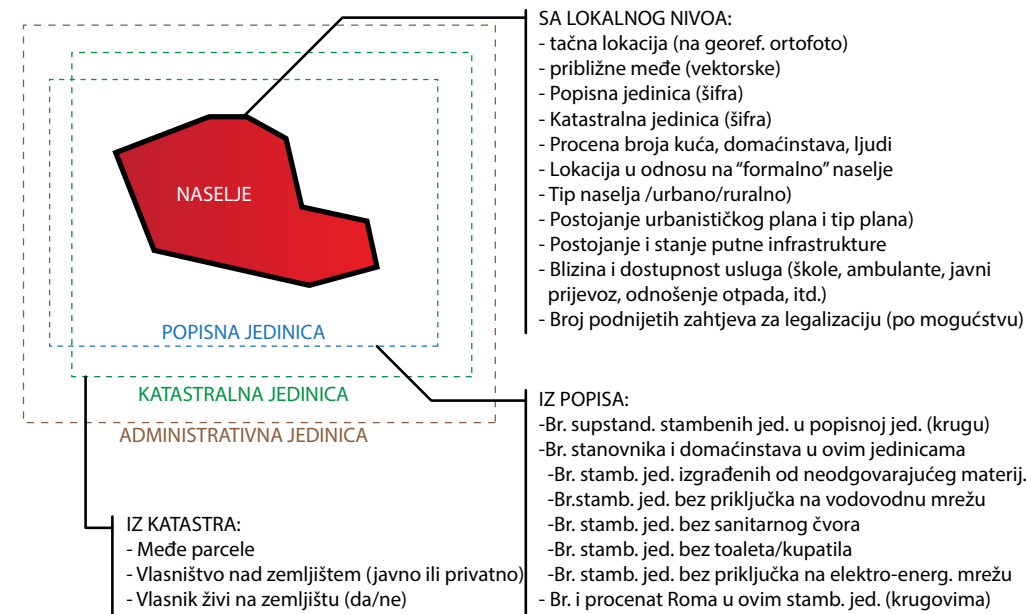 SA LOKALNOG NIVOA:
- tačna lokacija (na georef. ortofoto)
- približne međe (vektorske)
- Popisna jedinica (šifra)
- Katastralna jedinica (šifra)
- Procena broja kuća, domaćinstava, ljudi
- Lokacija u odnosu na “formalno” naselje
- Tip naselja /urbano/ruralno)
- Postojanje urbanističkog plana i tip plana)
- Postojanje i stanje putne infrastrukture
- Blizina i dostupnost usluga (škole, ambulante, javni
prijevoz, odnošenje otpada, itd.)
- Broj podnijetih zahtjeva za legalizaciju (po mogućstvu)
NASELJE
POPISNA JEDINICA
KATASTRALNA JEDINICA
ADMINISTRATIVNA JEDINICA
IZ POPISA:
-Br. supstand. stambenih jed. u popisnoj jed. (krugu)
-Br. stanovnika i domaćinstava u ovim jedinicama
-Br. stamb. jed. izgrađenih od neodgovarajućeg materij.
-Br.stamb. jed. bez priključka na vodovodnu mrežu
-Br. stamb. jed. bez sanitarnog čvora
-Br. stamb. jed. bez toaleta/kupatila
-Br. stamb. jed. bez priključka na elektro-energ. mrežu
- Br. i procenat Roma u ovim stamb. jed. (krugovima)
IZ KATASTRA:
- Međe parcele
- Vlasništvo nad zemljištem (javno ili privatno)
- Vlasnik živi na zemljištu (da/ne)